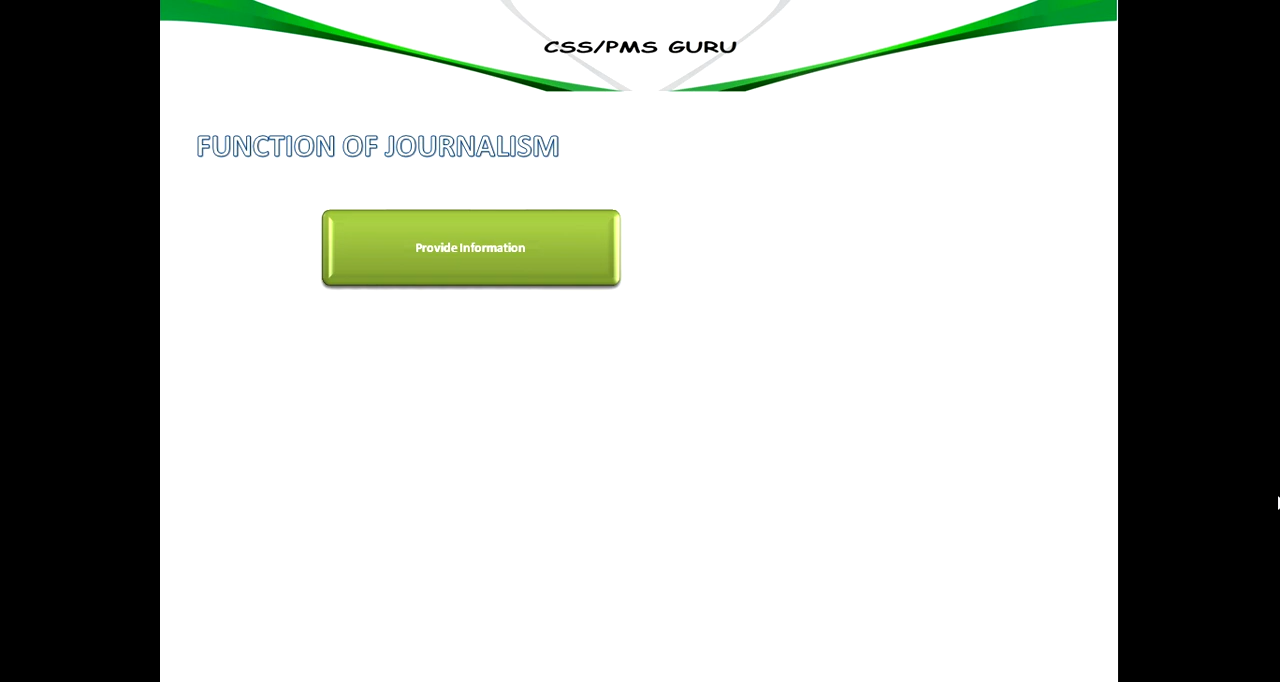 CSS/PMS GURU
FUNCTION OF JOURNALISM
Provide Information